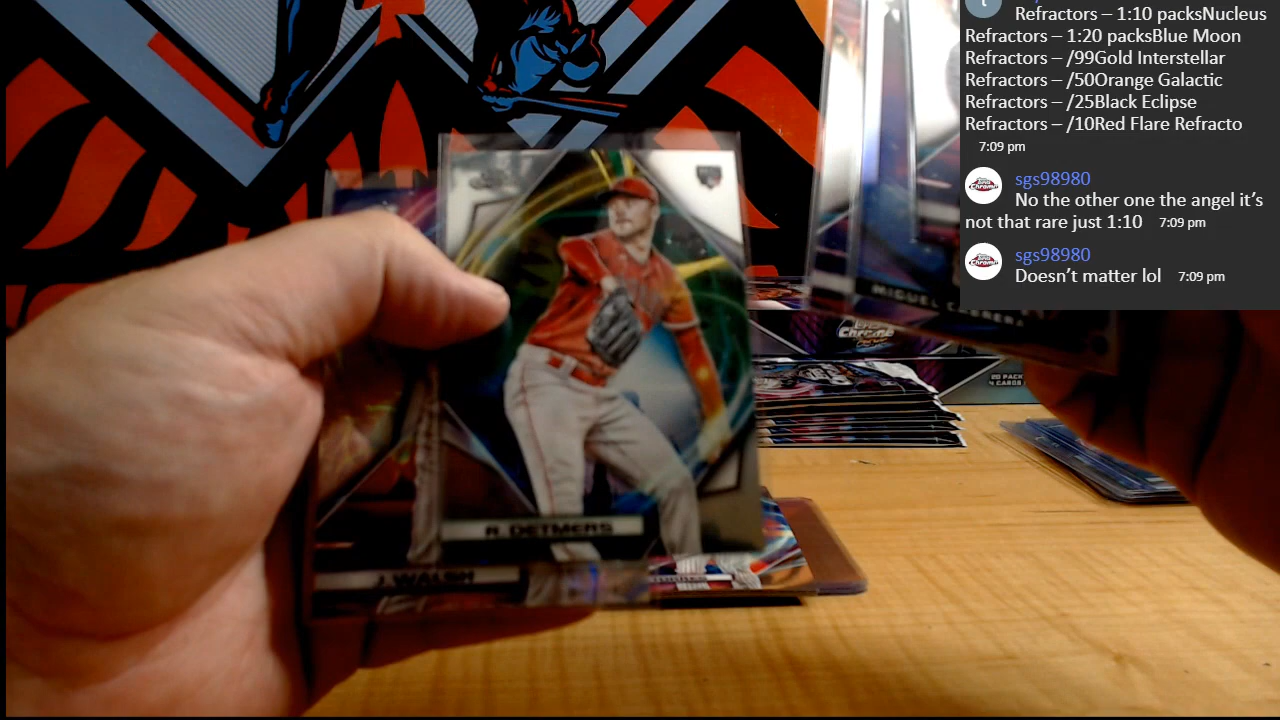 Refractors – 1:10 packsNucleus
Refractors – 1:20 packsBlue Moon
Refractors – /99Gold Interstellar
Refractors – /50Orange Galactic
Refractors – /25Black Eclipse
Refractors – /10Red Flare Refracto
7:09 pm
sgs98980
No the other one the angel it's
not that rare just 1:10 7:09 pm
sgs98980
Doesn't matter lol 7:09 pm
MIGUEL CABRERA
Chrome
R. DETMERS
J. WALSH